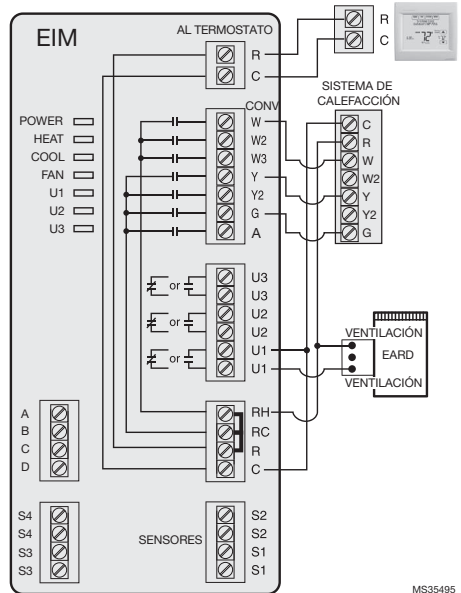 EIM
AL TERMOSTATO
R
C
R
C
72°
SISTEMA DE
CALEFACCIÓN
C
R
W
W2
Y
Y2
G
POWER
HEAT
COOL
FAN
U1
U2
U3
CONV
W
W2
W3
Y
Y2
G
A
or
or
or
U3
U3
U2
U2
U1
U1
VENTILACIÓN
EARD
VENTILACIÓN
RH
RC
R
C
A
B
C
D
S4
S4
S3
S3
SENSORES
S2
S2
S1
S1
MS35495